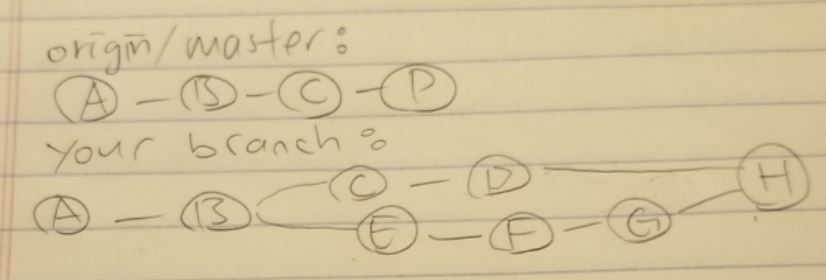 origin/master:
A - B - C - D
your branch:
C - D H
A - B E - F - G